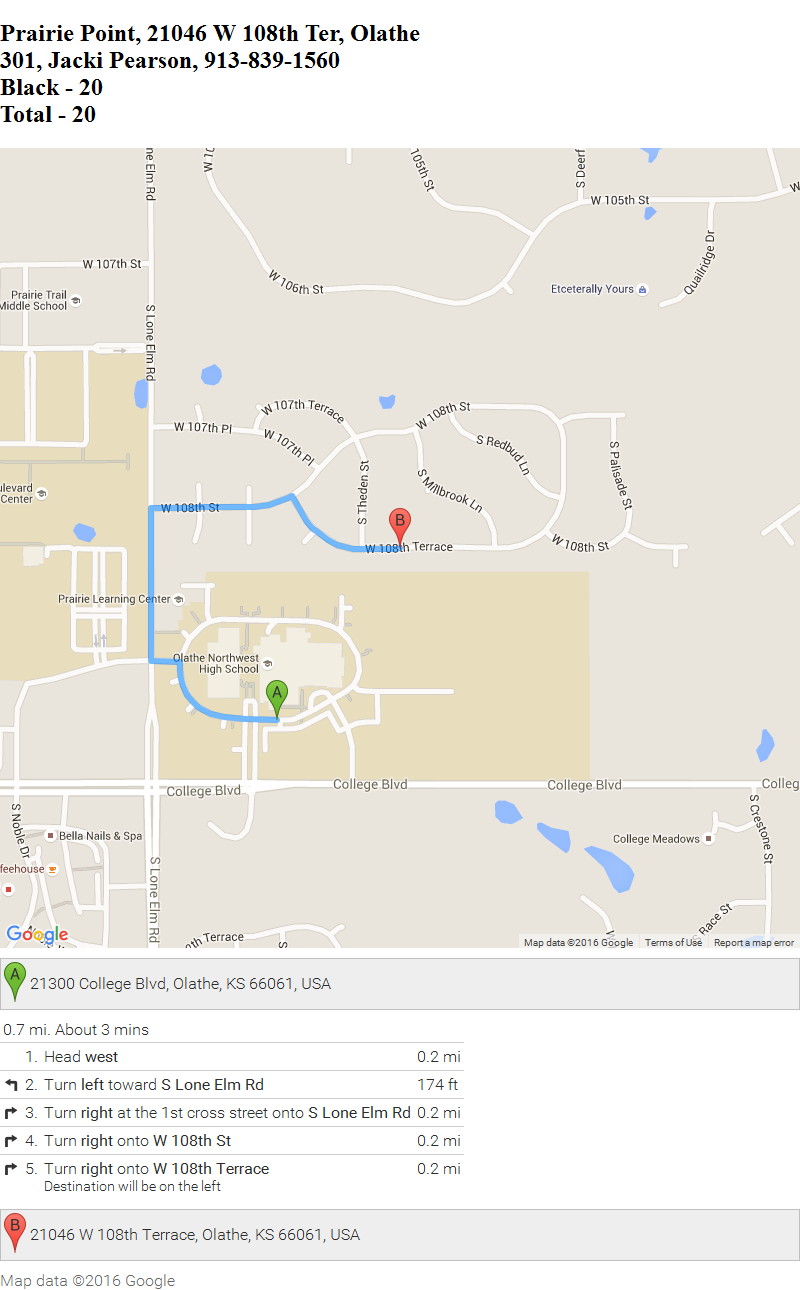 Prairie Point, 21046 W 108th Ter, Olathe
301, Jacki Pearson, 913-839-1560
Black - 20
Total - 20
ne Elm Rd
105th St
S Deerf
W 105th St
W 107th St
W 106th St
Quailridge Dr
Etceterally Yours
Prairie Trail
Middle School
S Lone Elm Rd
W 107th Terrace
W 108th St
W 107th Pl
W 107th Pl
S Redbud Ln
S Theden St
S Millbrook Ln
S Palisade St
ulevard
Center
W 108th St
B
W 108th Terrace
W 108th St
Prairie Learning Center
Olathe Northwest
High School
A
College Blvd
College Blvd
College Blvd
Colleg
S Noble Dr
Bella Nails & Spa
S Crestone St
College Meadows
feehouse
S Lone Elm Rd
Race St
Google
th Terrace
S
Map data ©2016 Google
Terms of Use
Report a map error
A
21300 College Blvd, Olathe, KS 66061, USA
0.7 mi. About 3 mins
1. Head west 0.2 mi
2. Turn left toward S Lone Elm Rd 174 ft
3. Turn right at the 1st cross street onto S Lone Elm Rd 0.2 mi
4. Turn right onto W 108th St 0.2 mi
5. Turn right onto W 108th Terrace 0.2 mi
Destination will be on the left
B
21046 W 108th Terrace, Olathe, KS 66061, USA
Map data ©2016 Google